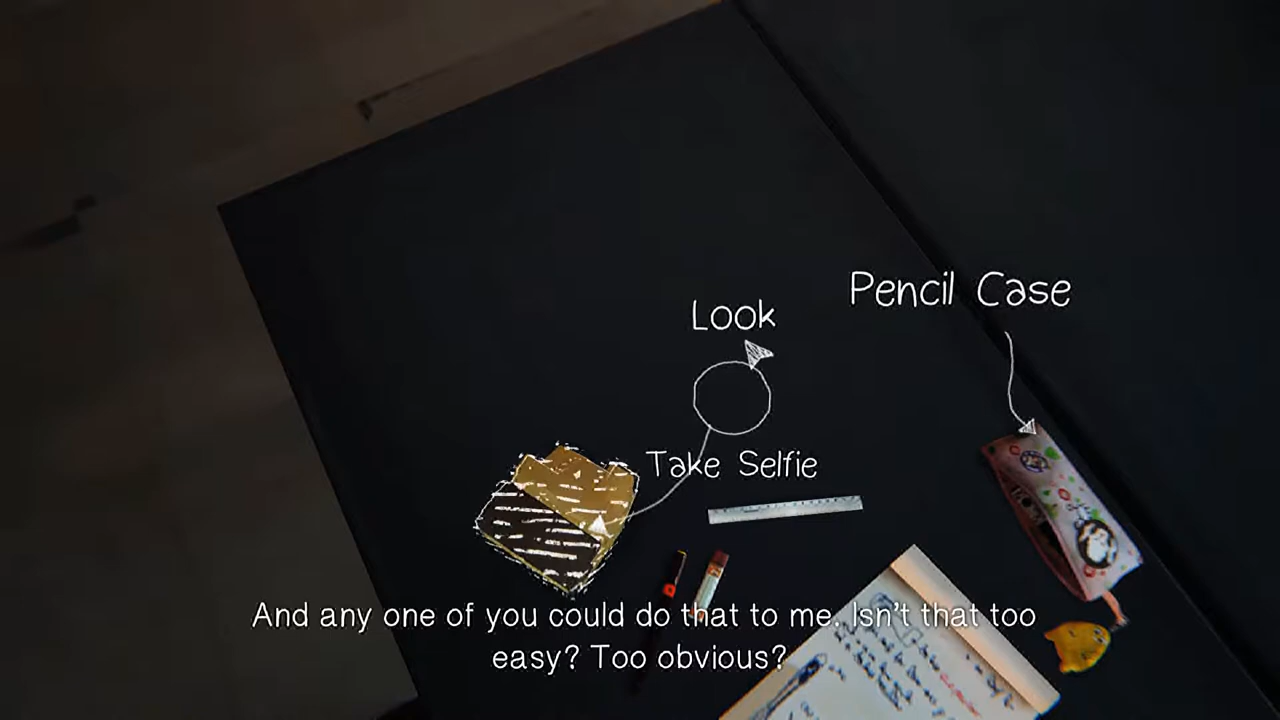 Pencil Case
Look
Take Selfie
And any one of you could do that to me. Isn't that too
easy? Too obvious?